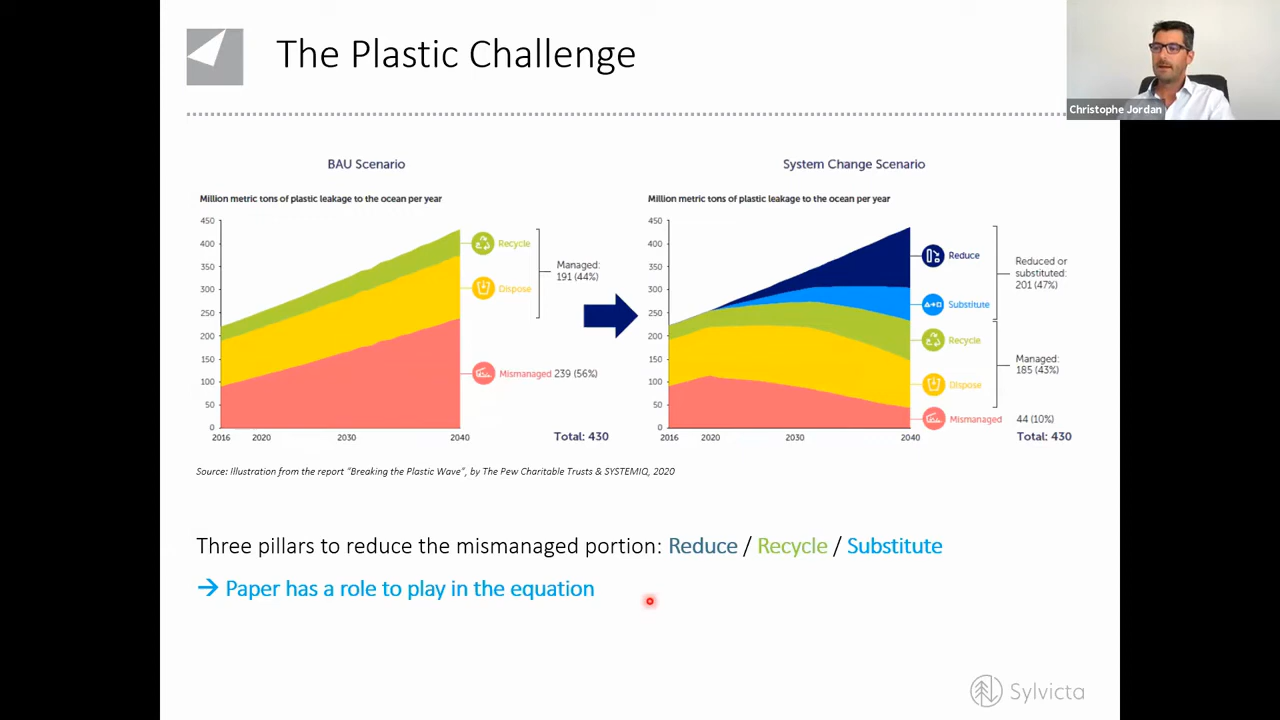 The Plastic Challenge
Christophe Jordan
BAU Scenario
Million metric tons of plastic leakage to the ocean per year
450
400
350
300
250
200
150
100
50
0
2016
2020
2030
2040
Recycle
Dispose
Managed:
191 (44%)
Mismanaged 239 (56%)
Total: 430
System Change Scenario
Million metric tons of plastic leakage to the ocean per year
450
400
350
300
250
200
150
100
50
0
2016
2020
2030
2040
Reduce
Substitute
Reduced or
substituted:
201 (47%)
Recycle
Dispose
Managed:
185 (43%)
Mismanaged 44 (10%)
Total: 430
Source: Illustration from the report "Breaking the Plastic Wave", by The Pew Charitable Trusts & SYSTEMIQ, 2020
Three pillars to reduce the mismanaged portion: Reduce / Recycle / Substitute
→ Paper has a role to play in the equation
Sylvicta